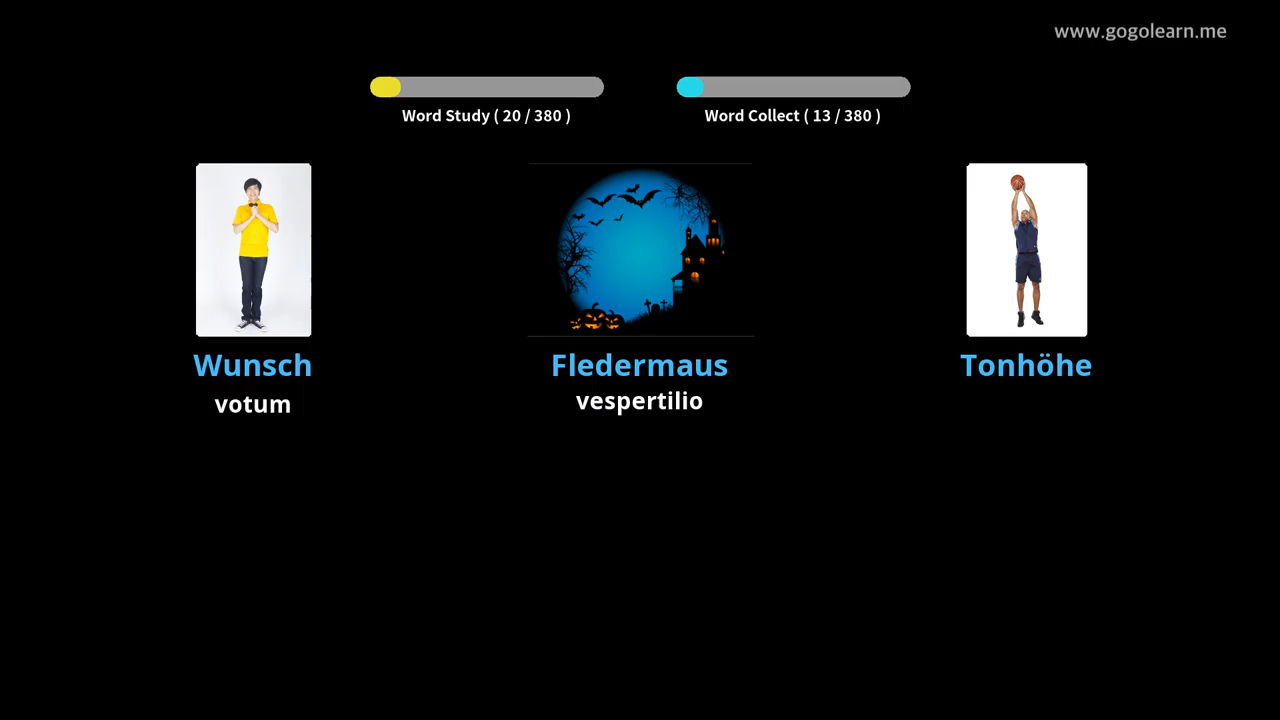 www.gogolearn.me
Word Study ( 20 / 380 )
Word Collect ( 13 / 380 )
Wunsch
votum
Fledermaus
vespertilio
Tonhöhe